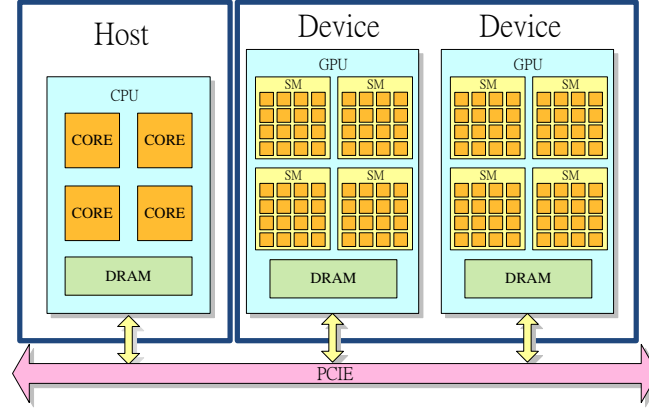 Host
CPU
CORE CORE
CORE CORE
DRAM
Device
GPU
SM SM
SM SM
DRAM
Device
GPU
SM SM
SM SM
DRAM
PCIE